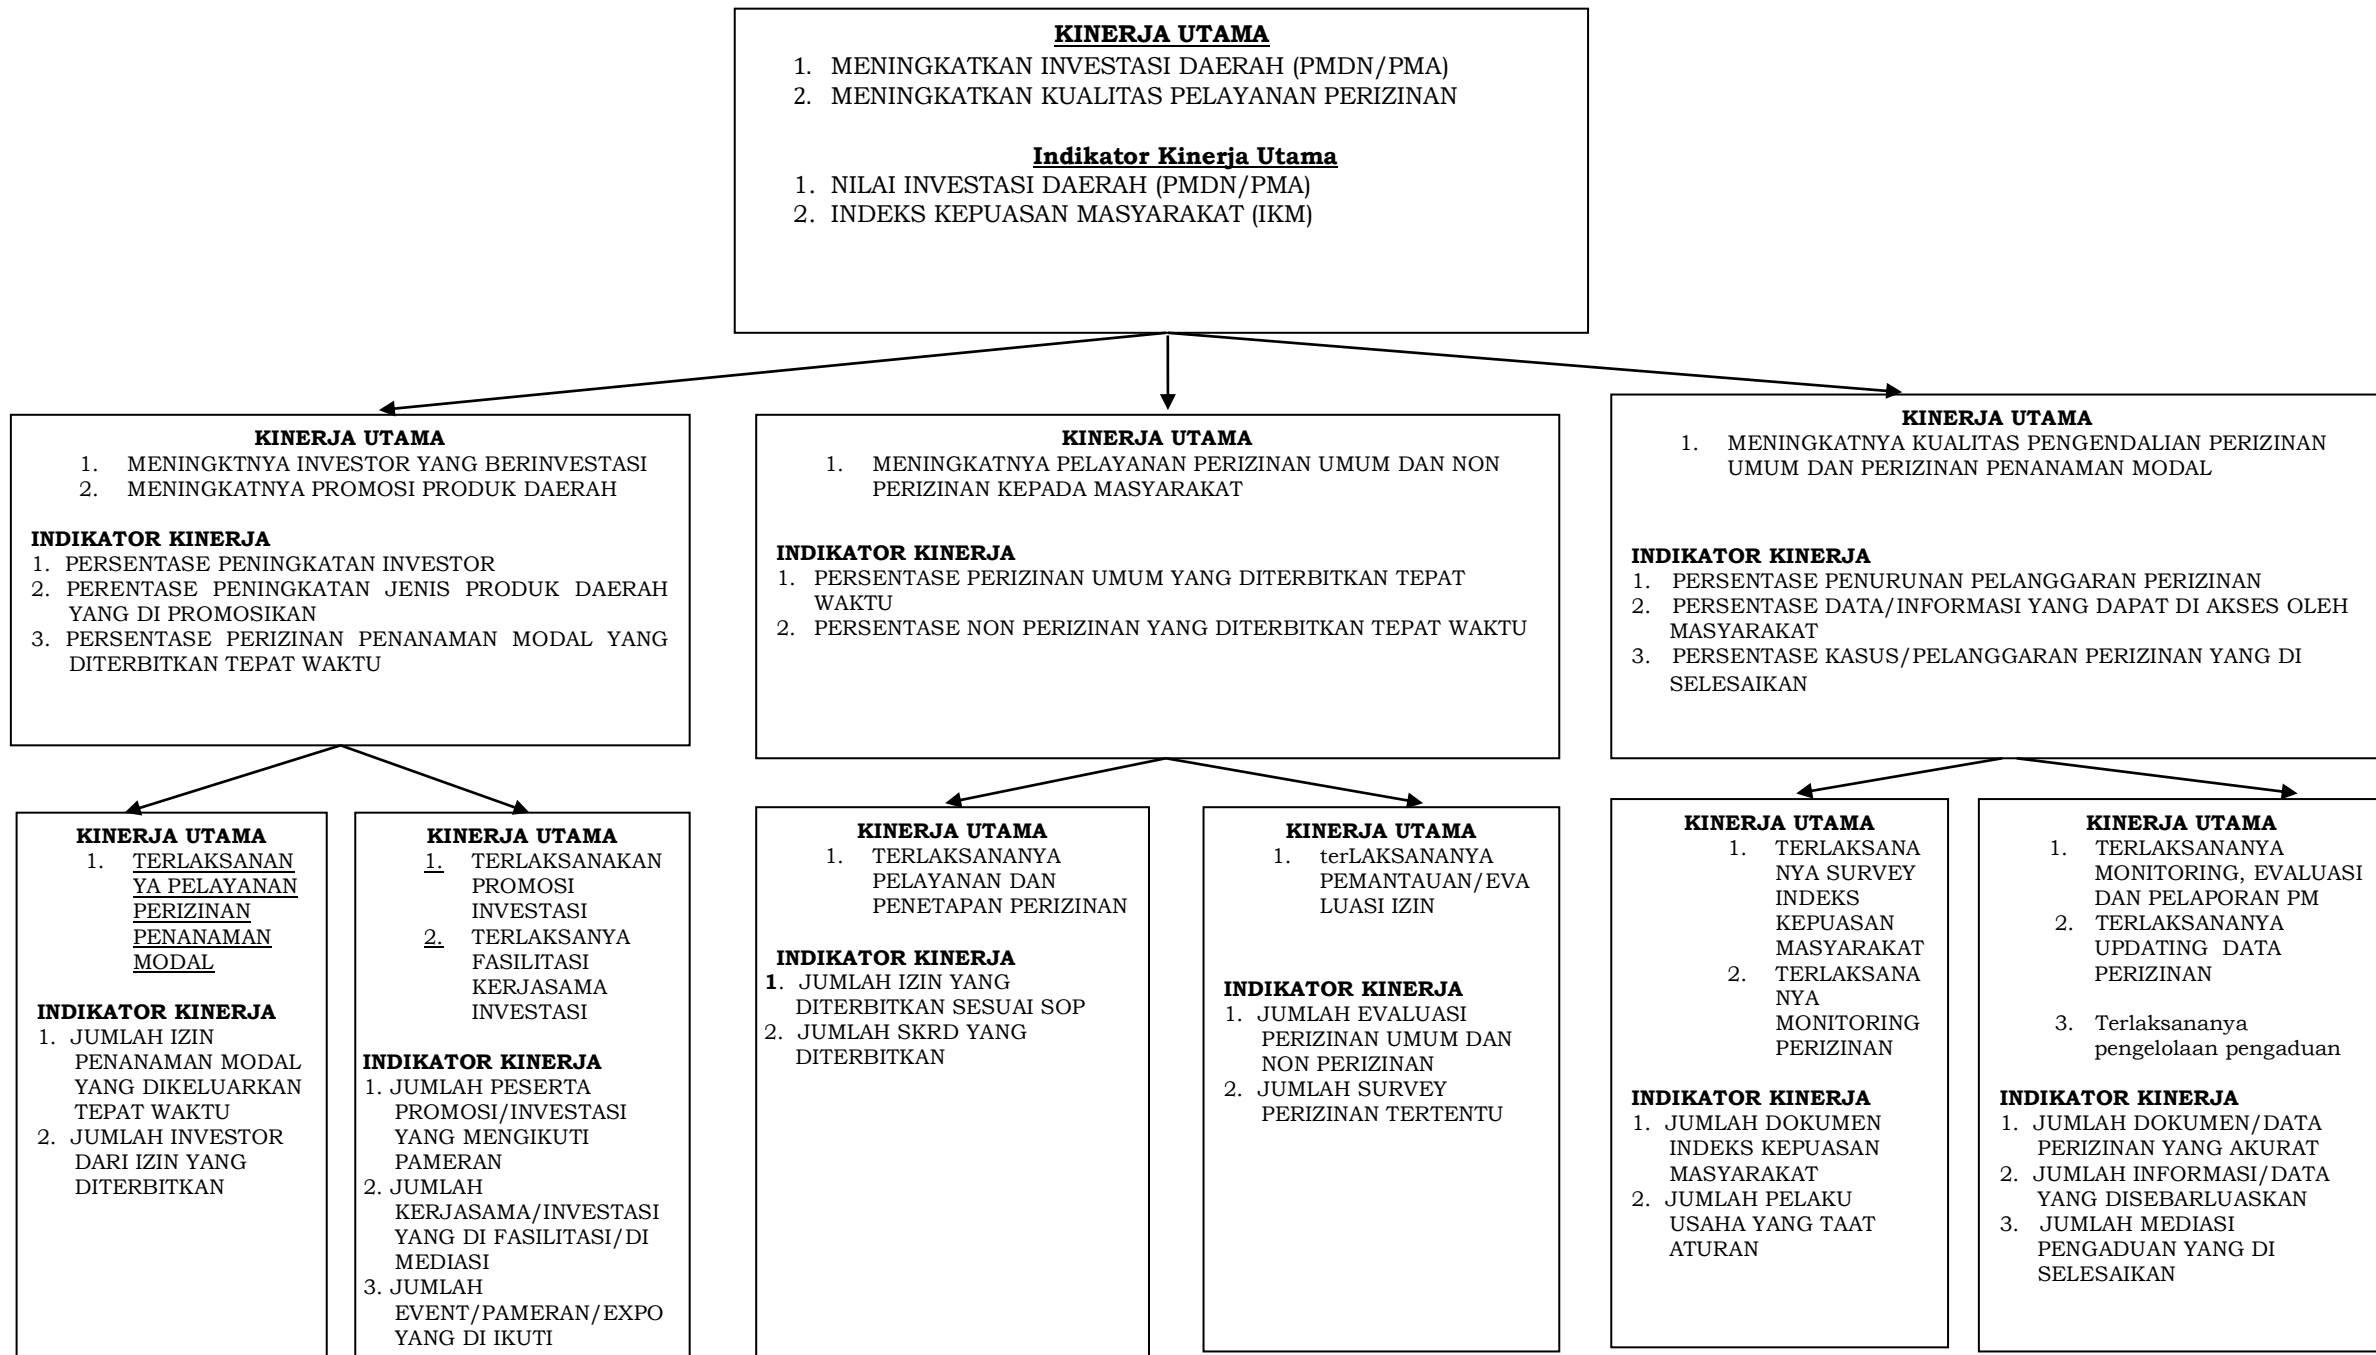 KINERJA UTAMA
1. MENINGKATKAN INVESTASI DAERAH (PMDN/PMA)
2. MENINGKATKAN KUALITAS PELAYANAN PERIZINAN
Indikator Kinerja Utama
1. NILAI INVESTASI DAERAH (PMDN/PMA)
2. INDEKS KEPUASAN MASYARAKAT (IKM)
KINERJA UTAMA
1. MENINGKTNYA INVESTOR YANG BERINVESTASI
2. MENINGKATNYA PROMOSI PRODUK DAERAH
INDIKATOR KINERJA
1. PERSENTASE PENINGKATAN INVESTOR
2. PERENTASE PENINGKATAN JENIS PRODUK DAERAH
YANG DI PROMOSIKAN
3. PERSENTASE PERIZINAN PENANAMAN MODAL YANG
DITERBITKAN TEPAT WAKTU
KINERJA UTAMA
1. MENINGKATNYA PELAYANAN PERIZINAN UMUM DAN NON
PERIZINAN KEPADA MASYARAKAT
INDIKATOR KINERJA
1. PERSENTASE PERIZINAN UMUM YANG DITERBITKAN TEPAT
WAKTU
2. PERSENTASE NON PERIZINAN YANG DITERBITKAN TEPAT WAKTU
KINERJA UTAMA
1. MENINGKATNYA KUALITAS PENGENDALIAN PERIZINAN
UMUM DAN PERIZINAN PENANAMAN MODAL
INDIKATOR KINERJA
1. PERSENTASE PENURUNAN PELANGGARAN PERIZINAN
2. PERSENTASE DATA/INFORMASI YANG DAPAT DI AKSES OLEH
MASYARAKAT
3. PERSENTASE KASUS/PELANGGARAN PERIZINAN YANG DI
SELESAIKAN
KINERJA UTAMA
1. TERLAKSANAN
YA PELAYANAN
PERIZINAN
PENANAMAN
MODAL
INDIKATOR KINERJA
1. JUMLAH IZIN
PENANAMAN MODAL
YANG DIKELUARKAN
TEPAT WAKTU
2. JUMLAH INVESTOR
DARI IZIN YANG
DITERBITKAN
KINERJA UTAMA
1. TERLAKSANAKAN
PROMOSI
INVESTASI
2. TERLAKSANYA
FASILITASI
KERJASAMA
INVESTASI
INDIKATOR KINERJA
1. JUMLAH PESERTA
PROMOSI/INVESTASI
YANG MENGIKUTI
PAMERAN
2. JUMLAH
KERJASAMA/INVESTASI
YANG DI FASILITASI/DI
MEDIASI
3. JUMLAH
EVENT/PAMERAN/EXPO
YANG DI IKUTI
KINERJA UTAMA
1. TERLAKSANANYA
PELAYANAN DAN
PENETAPAN PERIZINAN
INDIKATOR KINERJA
1. JUMLAH IZIN YANG
DITERBITKAN SESUAI SOP
2. JUMLAH SKRD YANG
DITERBITKAN
KINERJA UTAMA
1. terLAKSANANYA
PEMANTAUAN/EVA
LUASI IZIN
INDIKATOR KINERJA
1. JUMLAH EVALUASI
PERIZINAN UMUM DAN
NON PERIZINAN
2. JUMLAH SURVEY
PERIZINAN TERTENTU
KINERJA UTAMA
1. TERLAKSANA
NYA SURVEY
INDEKS
KEPUASAN
MASYARAKAT
2. TERLAKSANA
NYA
MONITORING
PERIZINAN
INDIKATOR KINERJA
1. JUMLAH DOKUMEN
INDEKS KEPUASAN
MASYARAKAT
2. JUMLAH PELAKU
USAHA YANG TAAT
ATURAN
KINERJA UTAMA
1. TERLAKSANANYA
MONITORING, EVALUASI
DAN PELAPORAN PM
2. TERLAKSANANYA
UPDATING DATA
PERIZINAN
3. Terlaksananya
pengelolaan pengaduan
INDIKATOR KINERJA
1. JUMLAH DOKUMEN/DATA
PERIZINAN YANG AKURAT
2. JUMLAH INFORMASI/DATA
YANG DISEBARLUASKAN
3. JUMLAH MEDIASI
PENGADUAN YANG DI
SELESAIKAN